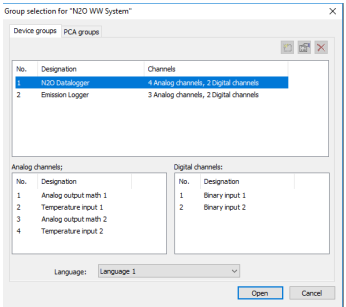 Group selection for "N2O WW System"
Device groups PCA groups
No. Designation Channels
1 N2O Datalogger 4 Analog channels, 2 Digital channels
2 Emission Logger 3 Analog channels, 2 Digital channels
Analog channels; Digital channels:
No. Designation No. Designation
1 Analog output math 1 1 Binary input 1
2 Temperature input 1 2 Binary input 2
3 Analog output math 2
4 Temperature input 2
Language: Language 1
Open Cancel